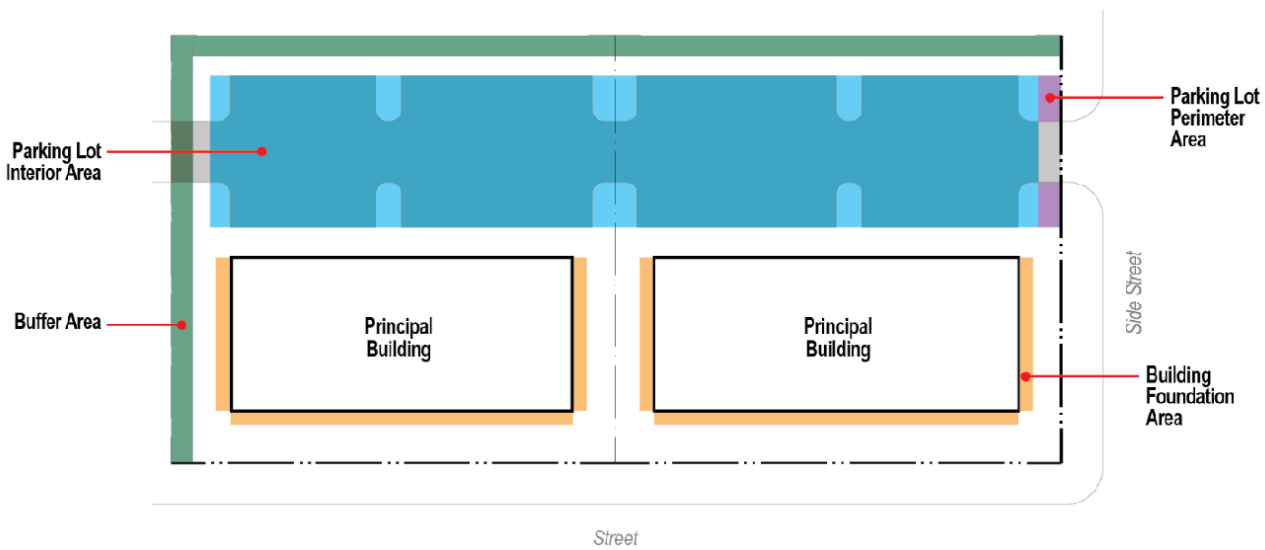 Parking Lot
Interior Area
Parking Lot
Perimeter
Area
Buffer Area
Principal
Building
Principal
Building
Side Street
Building
Foundation
Area
Street